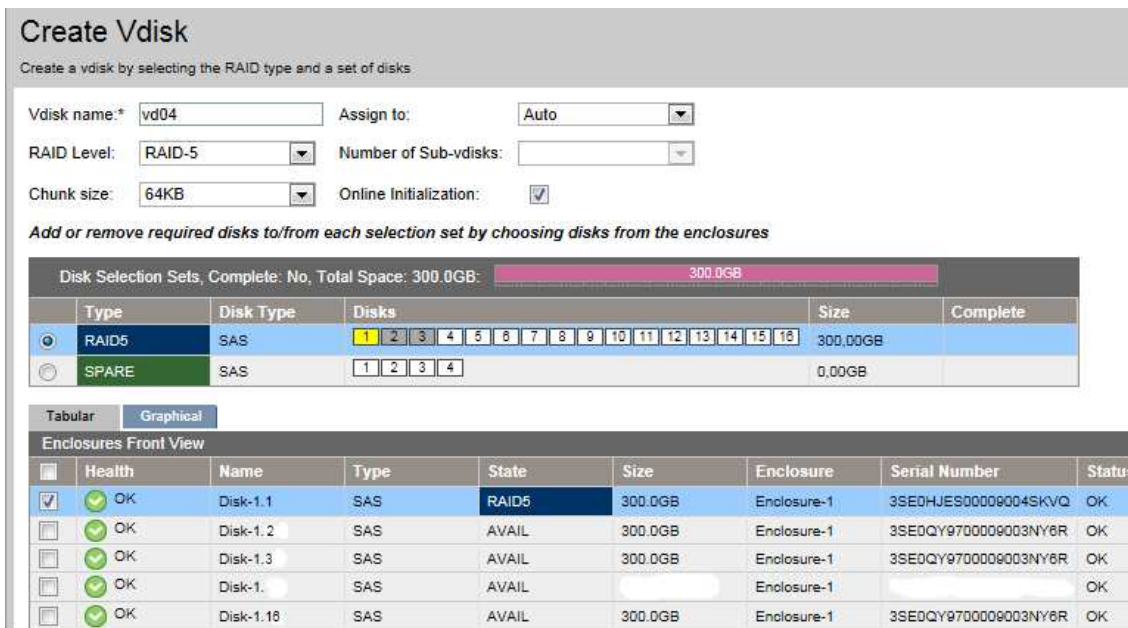 Create Vdisk
Create a vdisk by selecting the RAID type and a set of disks
Vdisk name:* vd04 Assign to: Auto
RAID Level: RAID-5 Number of Sub-vdisks:
Chunk size: 64KB Online Initialization:
Add or remove required disks to/from each selection set by choosing disks from the enclosures
Disk Selection Sets, Complete: No, Total Space: 300.0GB: 300.0GB
Type Disk Type Disks Size Complete
RAID5 SAS 1 2 3 4 5 6 7 8 9 10 11 12 13 14 15 16 300,00GB
SPARE SAS 1 2 3 4 0,00GB
Tabular Graphical
Enclosures Front View
Health Name Type State Size Enclosure Serial Number Statu
OK Disk-1.1 SAS RAID5 300.0GB Enclosure-1 3SE0HJES00009004SKVQ OK
OK Disk-1.2 SAS AVAIL 300.0GB Enclosure-1 3SE0QY9700009003NY6R OK
OK Disk-1.3 SAS AVAIL 300.0GB Enclosure-1 3SE0QY9700009003NY6R OK
OK Disk-1. SAS AVAIL Enclosure-1 OK
OK Disk-1.16 SAS AVAIL 300.0GB Enclosure-1 3SE0QY9700009003NY6R OK